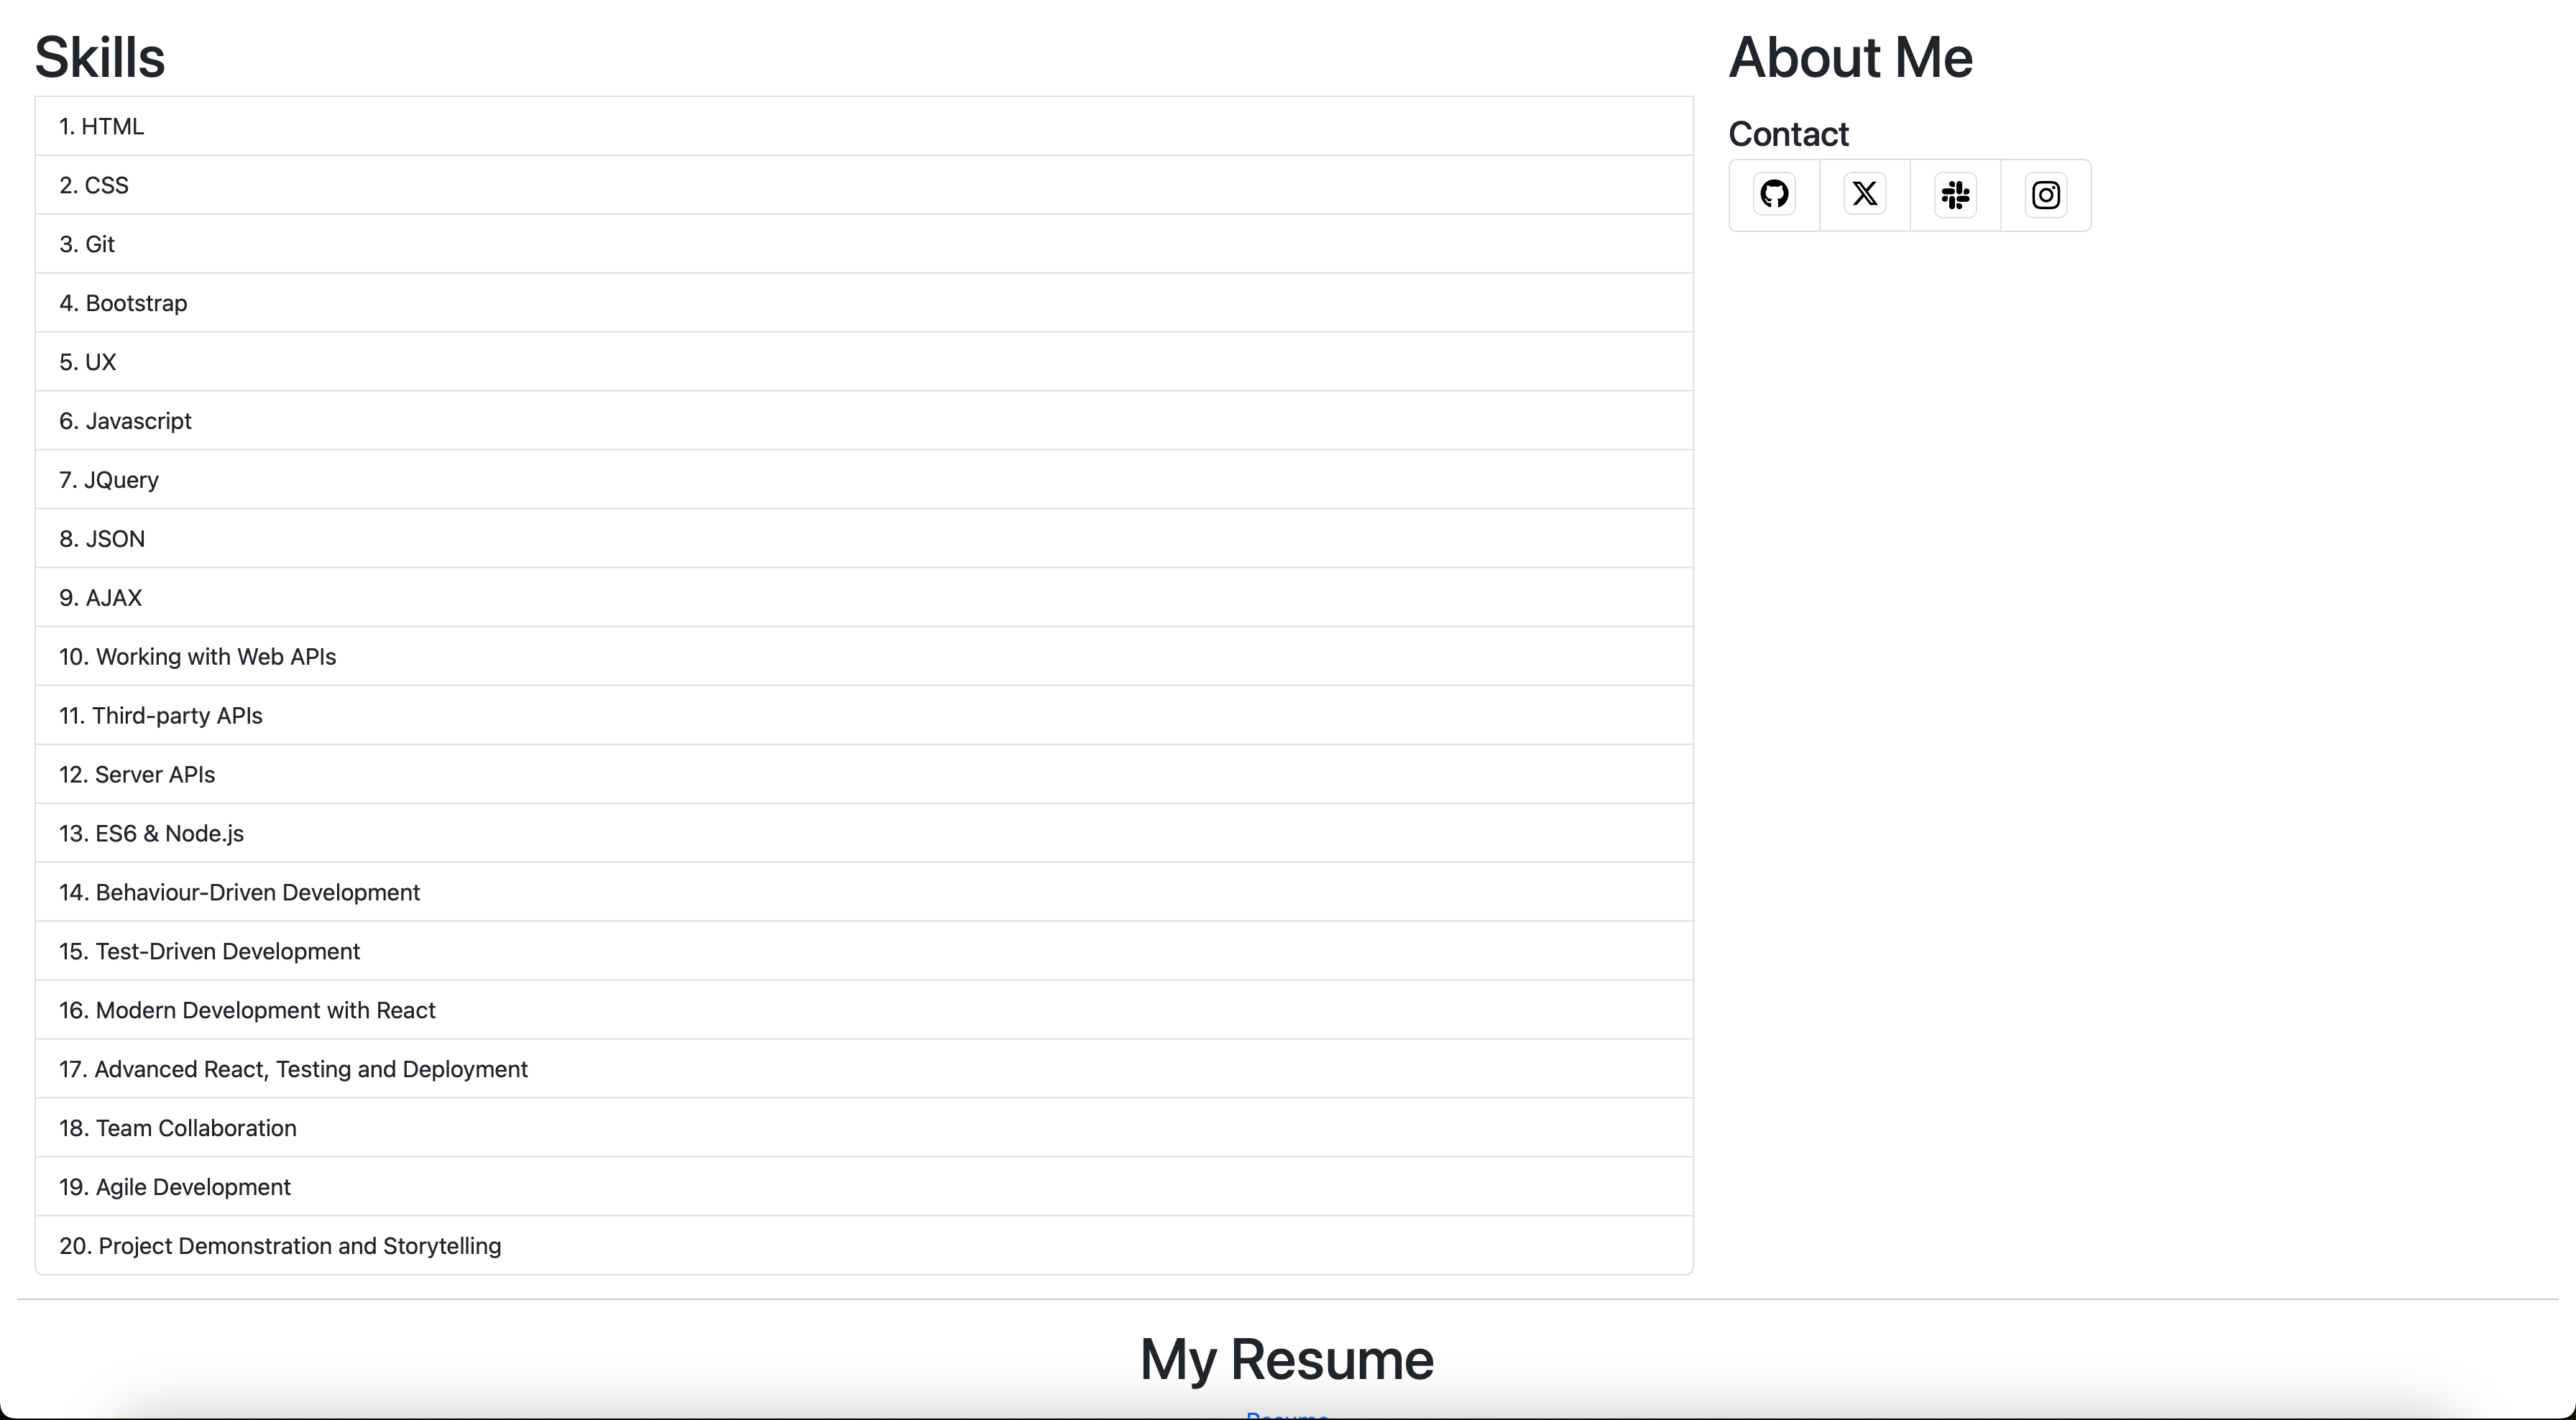 Skills
1. HTML
2. CSS
3. Git
4. Bootstrap
5. UX
6. Javascript
7. JQuery
8. JSON
9. AJAX
10. Working with Web APIs
11. Third-party APIs
12. Server APIs
13. ES6 & Node.js
14. Behaviour-Driven Development
15. Test-Driven Development
16. Modern Development with React
17. Advanced React, Testing and Deployment
18. Team Collaboration
19. Agile Development
20. Project Demonstration and Storytelling
About Me
Contact
My Resume